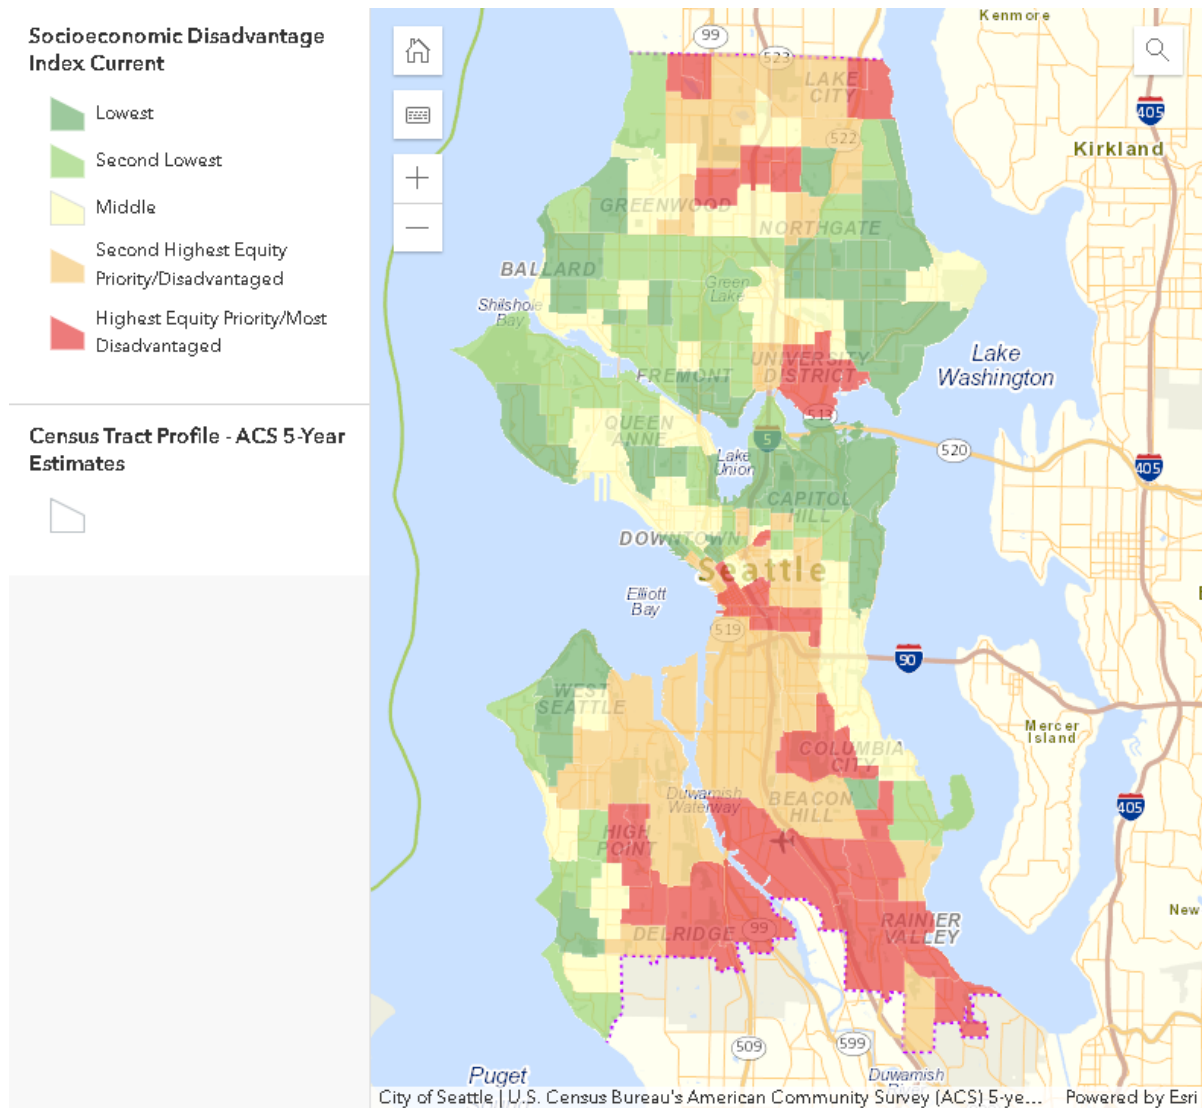 Socioeconomic Disadvantage
Index Current
Lowest
Second Lowest
Middle
Second Highest Equity
Priority/Disadvantaged
Highest Equity Priority/Most
Disadvantaged
Census Tract Profile - ACS 5-Year
Estimates
Kenmore
99
523
LAKE
CITY
405
522
Kirkland
GREENWOOD
NORTHGATE
BALLARD
Green
Lake
Shilshole
Bay
Lake
Washington
UNIVERSITY
DISTRICT
FREMONT
513
QUEEN
ANNE
5
520
Lake
Union
405
CAPITOL
HILL
DOWNTOWN
Seattle
Elliott
Bay
519
90
WEST
SEATTLE
Mercer
Island
COLUMBIA
CITY
Duwamish
Waterway
BEACON
HILL
405
HIGH
POINT
New
RAINIER
VALLEY
DELRIDGE
99
509
599
Puget
Duwamish
City of Seattle | U.S. Census Bureau's American Community Survey (ACS) 5-ye...
Powered by Esri